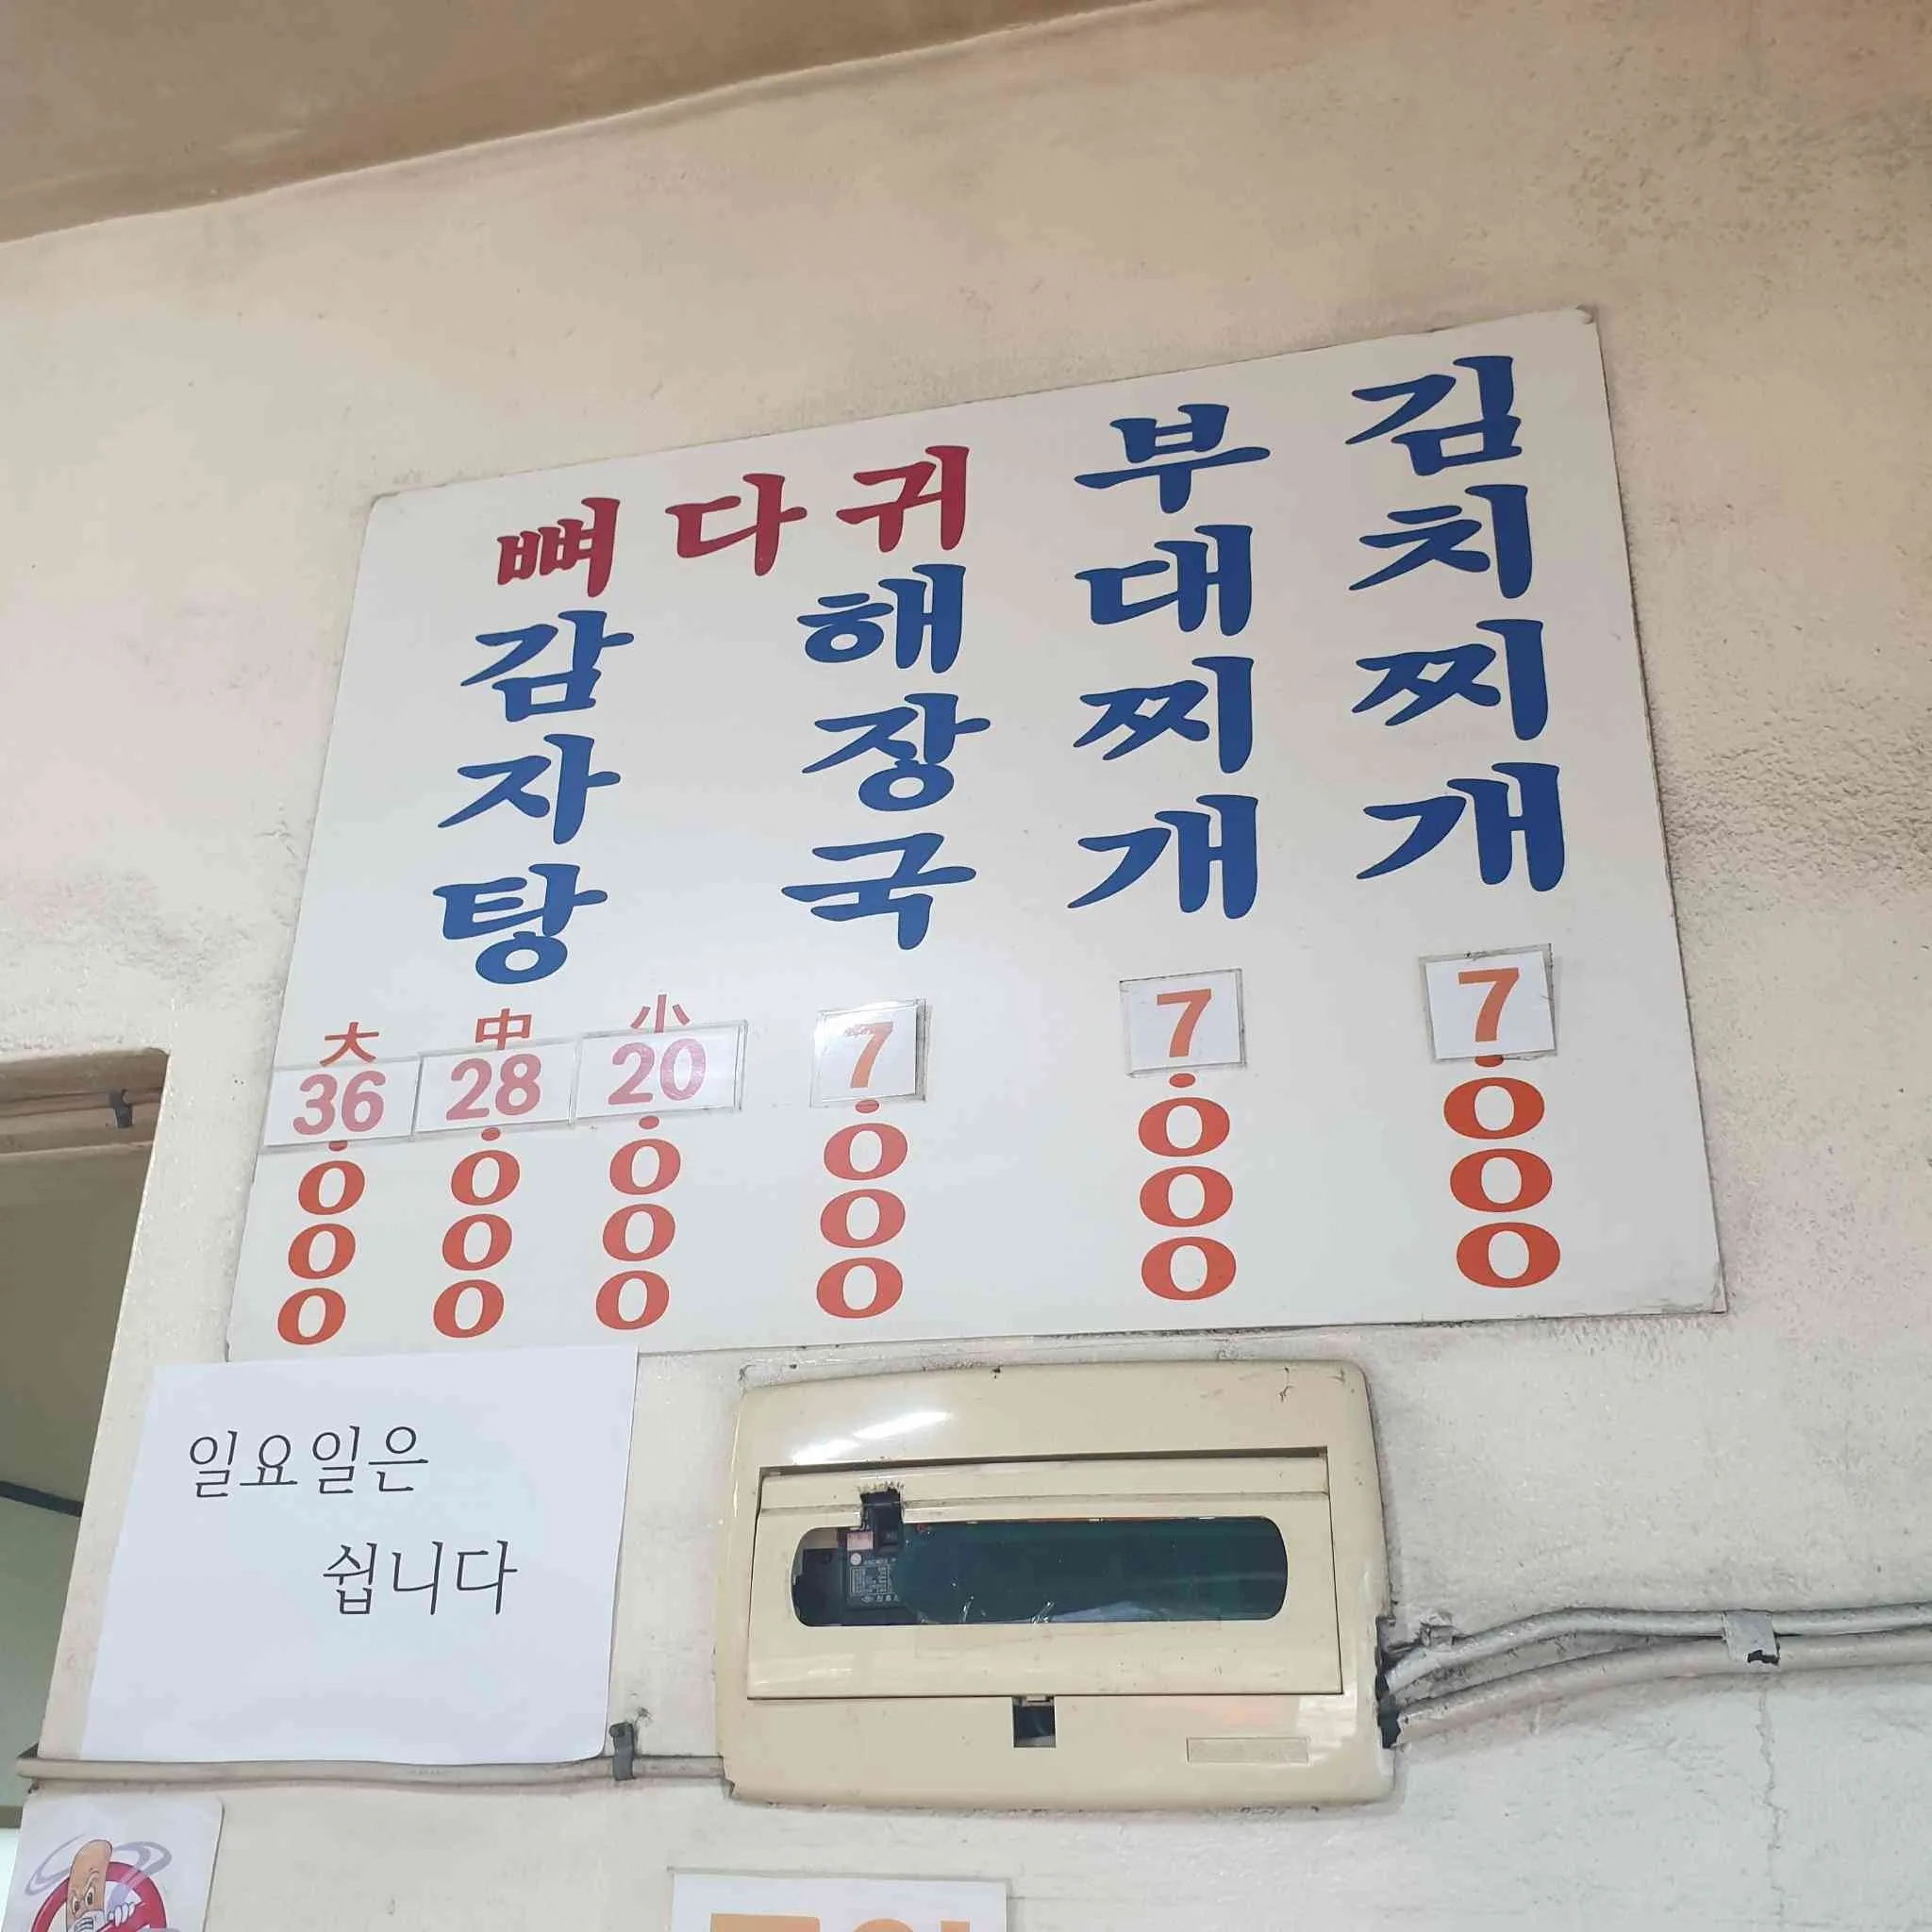 뼈다귀
감자탕
해장국
부대찌개
김치찌개
大 中 小
36.000
28.000
20.000
7.000
7.000
7.000
일요일은
쉽니다